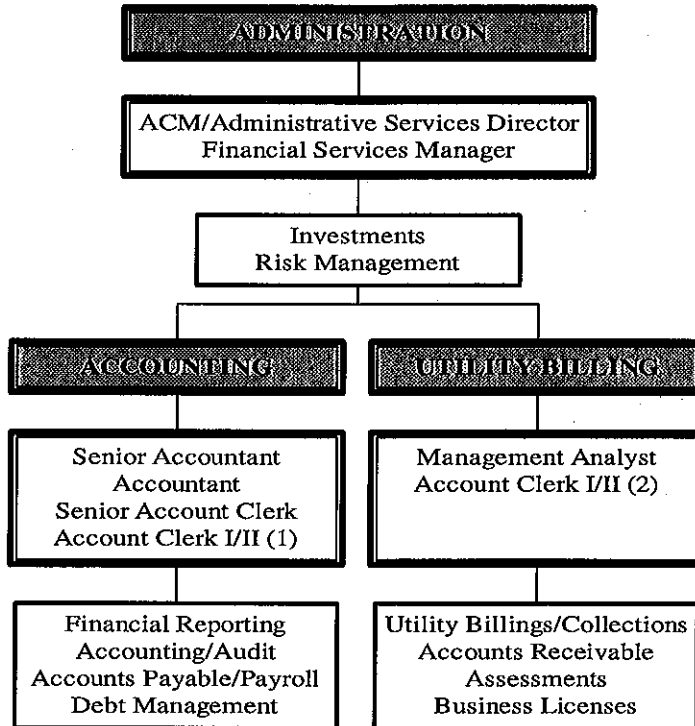 ADMINISTRATION
ACM/Administrative Services Director
Financial Services Manager
Investments
Risk Management
ACCOUNTING
Senior Accountant
Accountant
Senior Account Clerk
Account Clerk I/II (1)
Financial Reporting
Accounting/Audit
Accounts Payable/Payroll
Debt Management
UTILITY BILLING
Management Analyst
Account Clerk I/II (2)
Utility Billings/Collections
Accounts Receivable
Assessments
Business Licenses